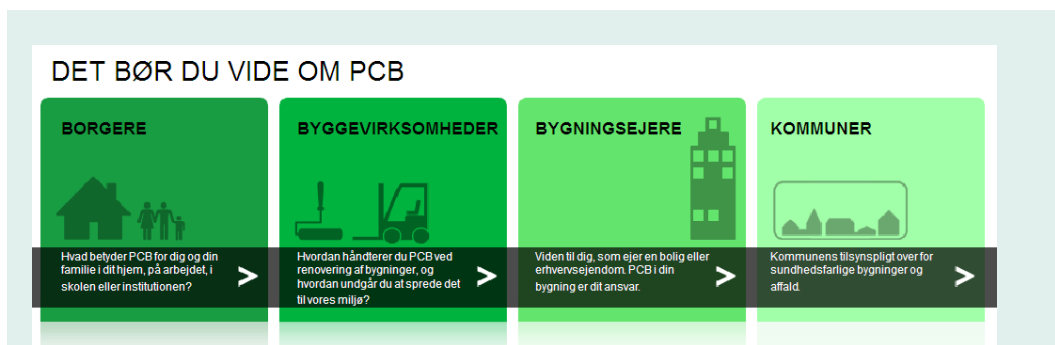 DET BØR DU VIDE OM PCB
BORGERE
Hvad betyder PCB for dig og din
familie i dit hjem, på arbejdet, i
skolen eller institutionen?
>
BYGGEVIRKSOMHEDER
Hvordan håndterer du PCB ved
renovering af bygninger, og
hvordan undgår du at sprede det
til vores miljø?
>
BYGNINGSEJERE
Viden til dig, som ejer en bolig eller
erhvervsejendom. PCB i din
bygning er dit ansvar.
>
KOMMUNER
Kommunens tilsynspligt over for
sundhedsfarlige bygninger og
affald.
>